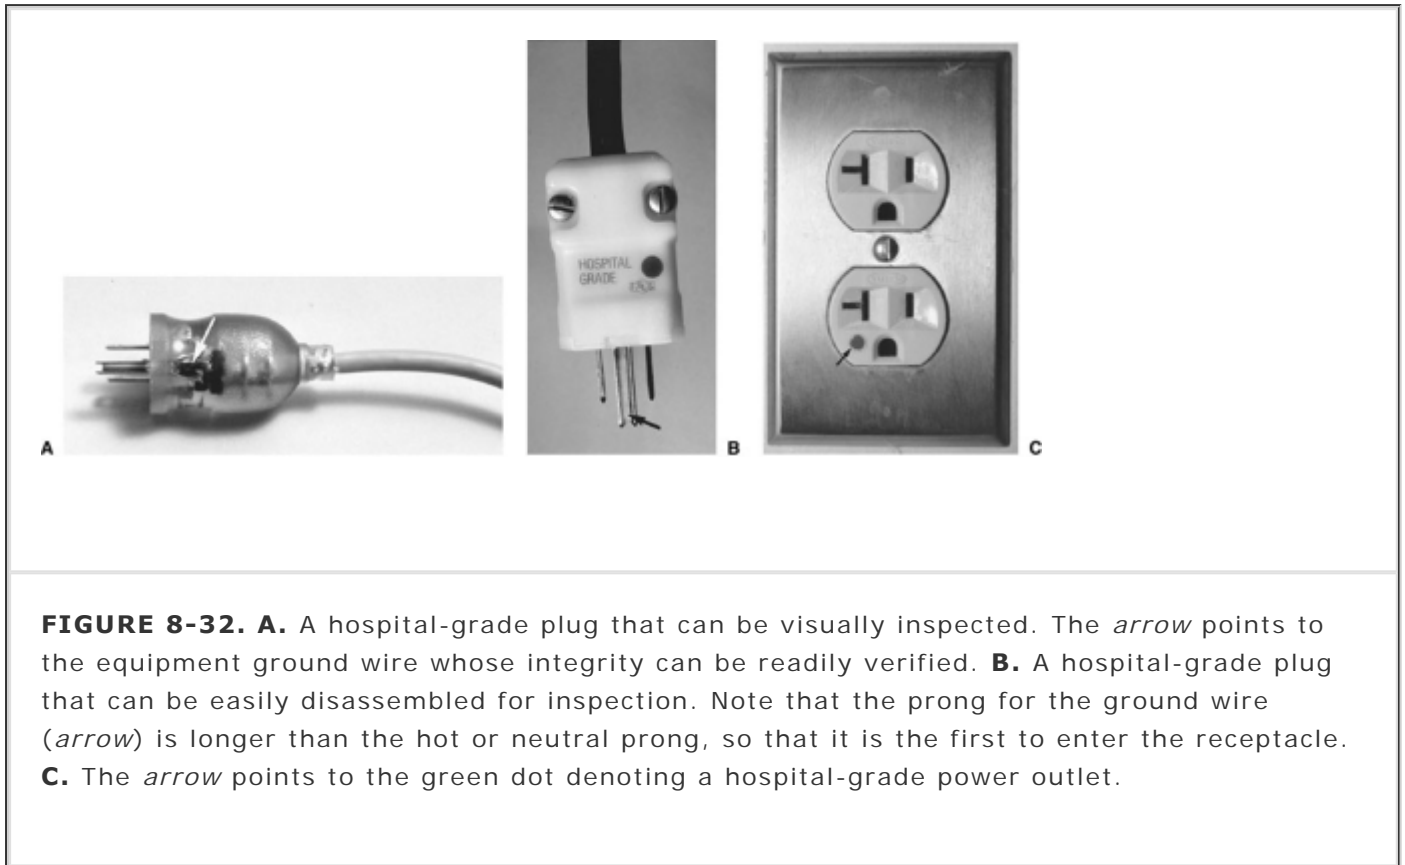 HOSPITAL
GRADE
A
B
C
FIGURE 8-32. A. A hospital-grade plug that can be visually inspected. The arrow points to
the equipment ground wire whose integrity can be readily verified. B. A hospital-grade plug
that can be easily disassembled for inspection. Note that the prong for the ground wire
(arrow) is longer than the hot or neutral prong, so that it is the first to enter the receptacle.
C. The arrow points to the green dot denoting a hospital-grade power outlet.